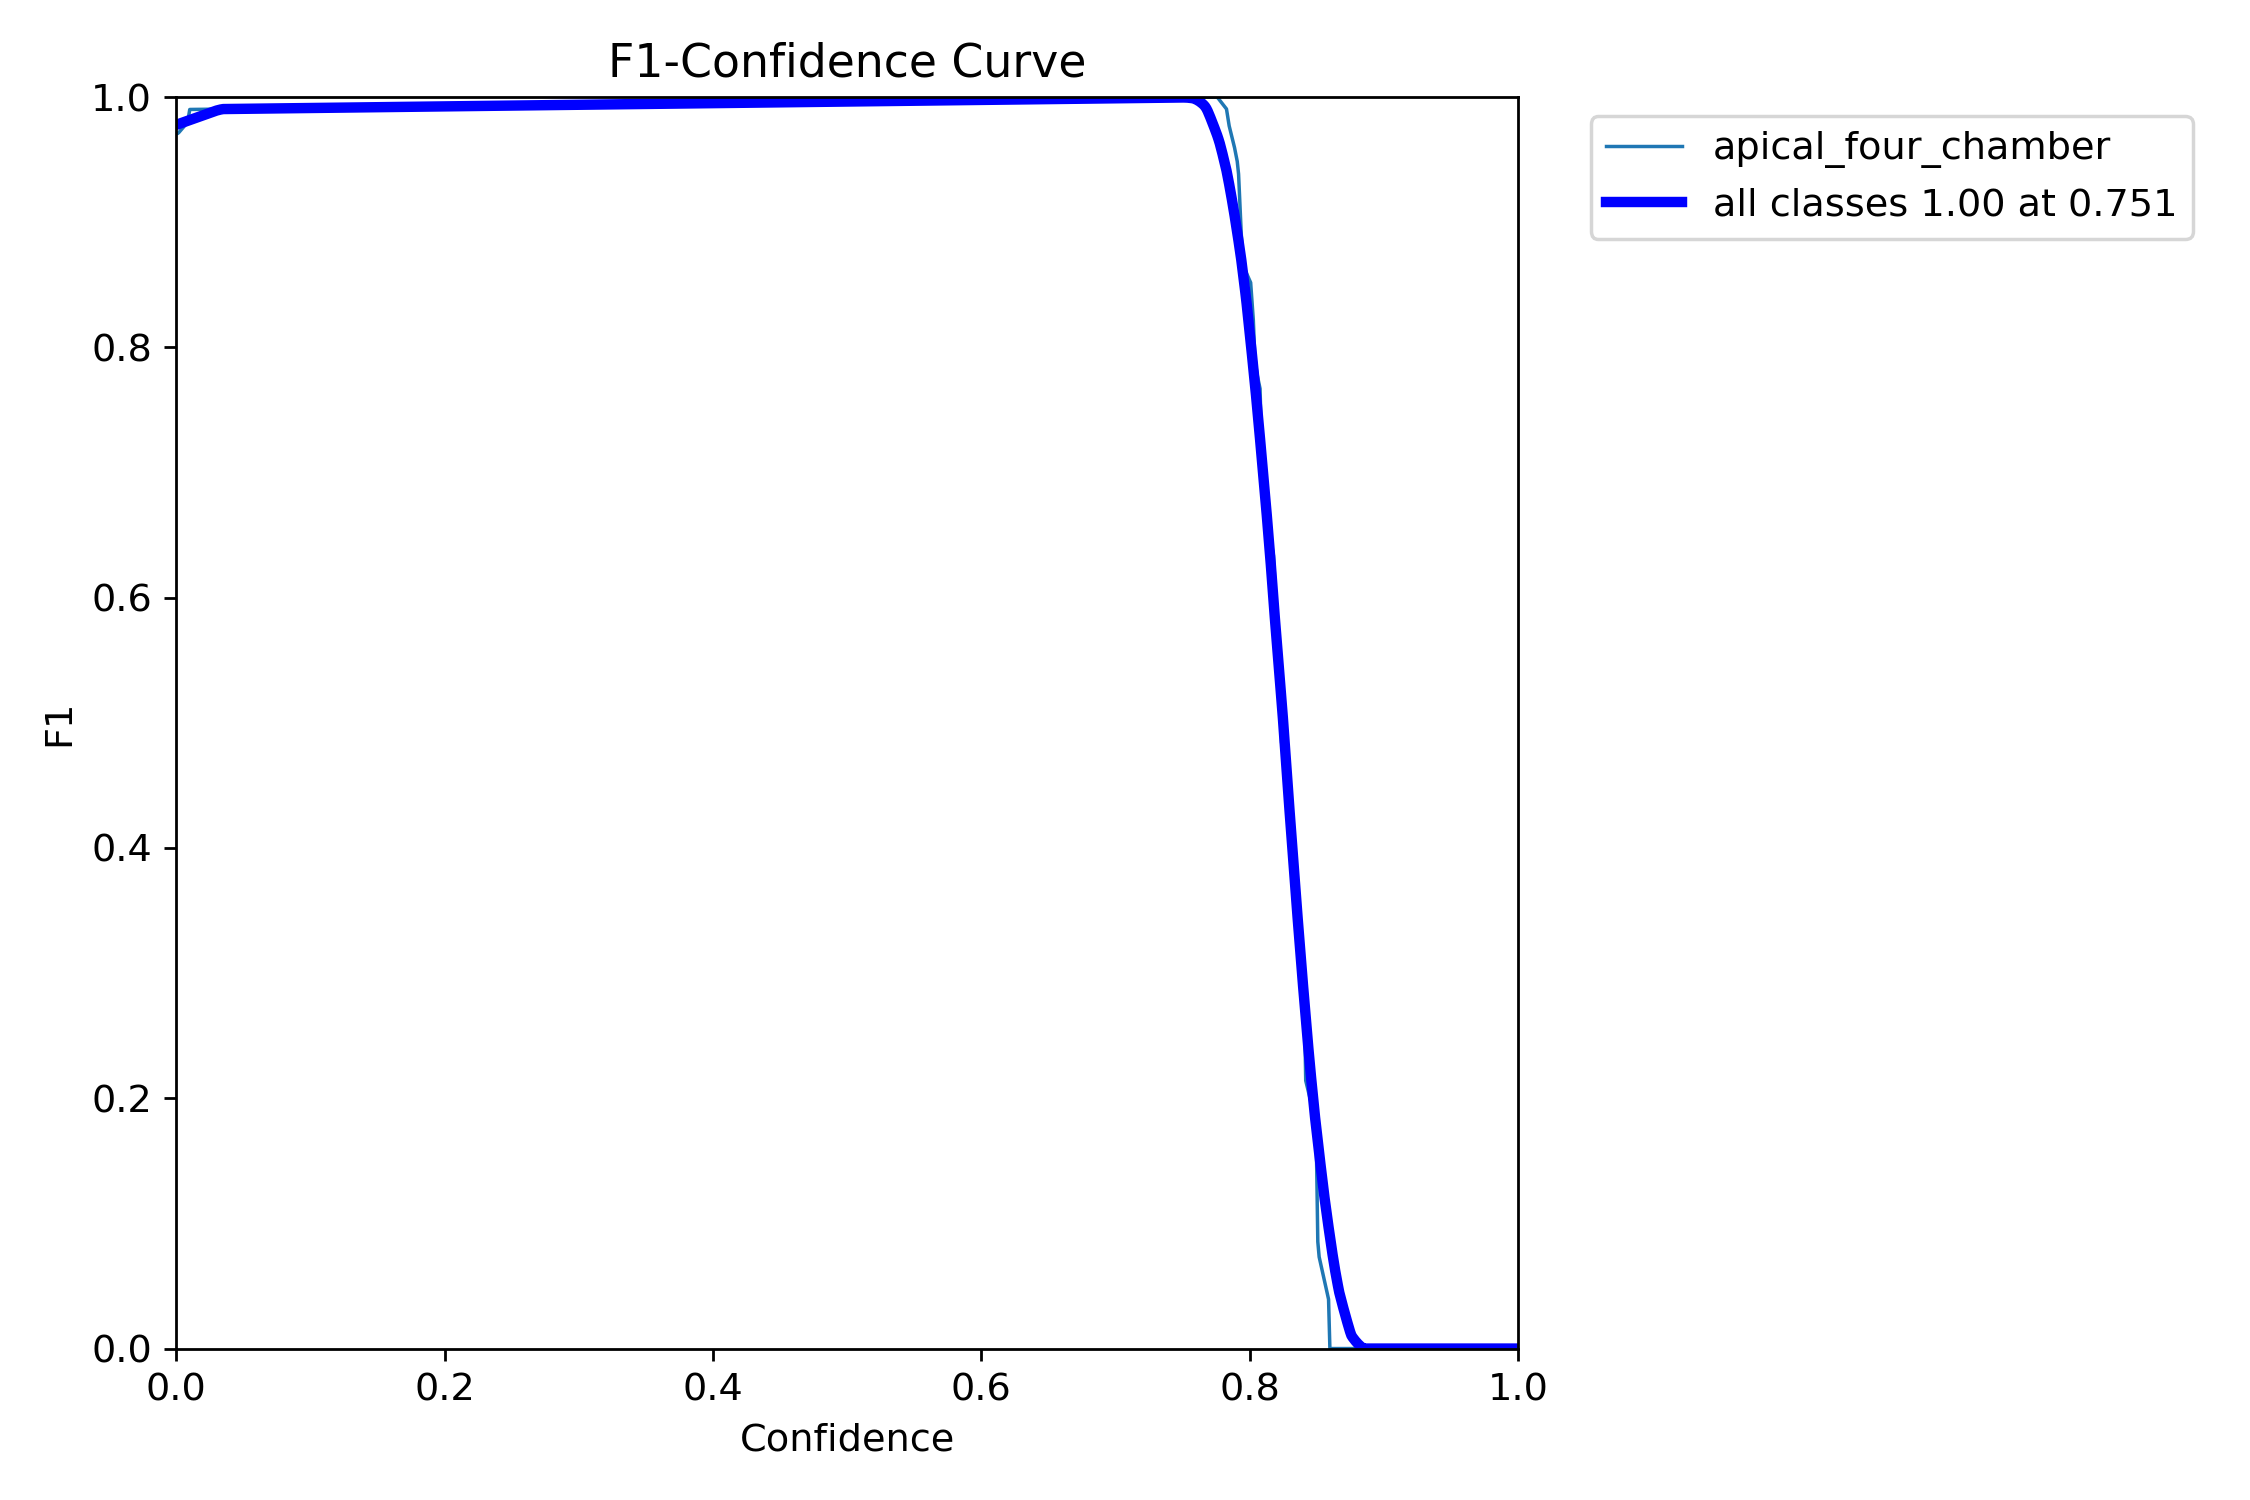 F1-Confidence Curve
1.0
0.8
0.6
0.4
0.2
0.0
F1
0.0 0.2 0.4 0.6 0.8 1.0
Confidence
apical_four_chamber
all classes 1.00 at 0.751